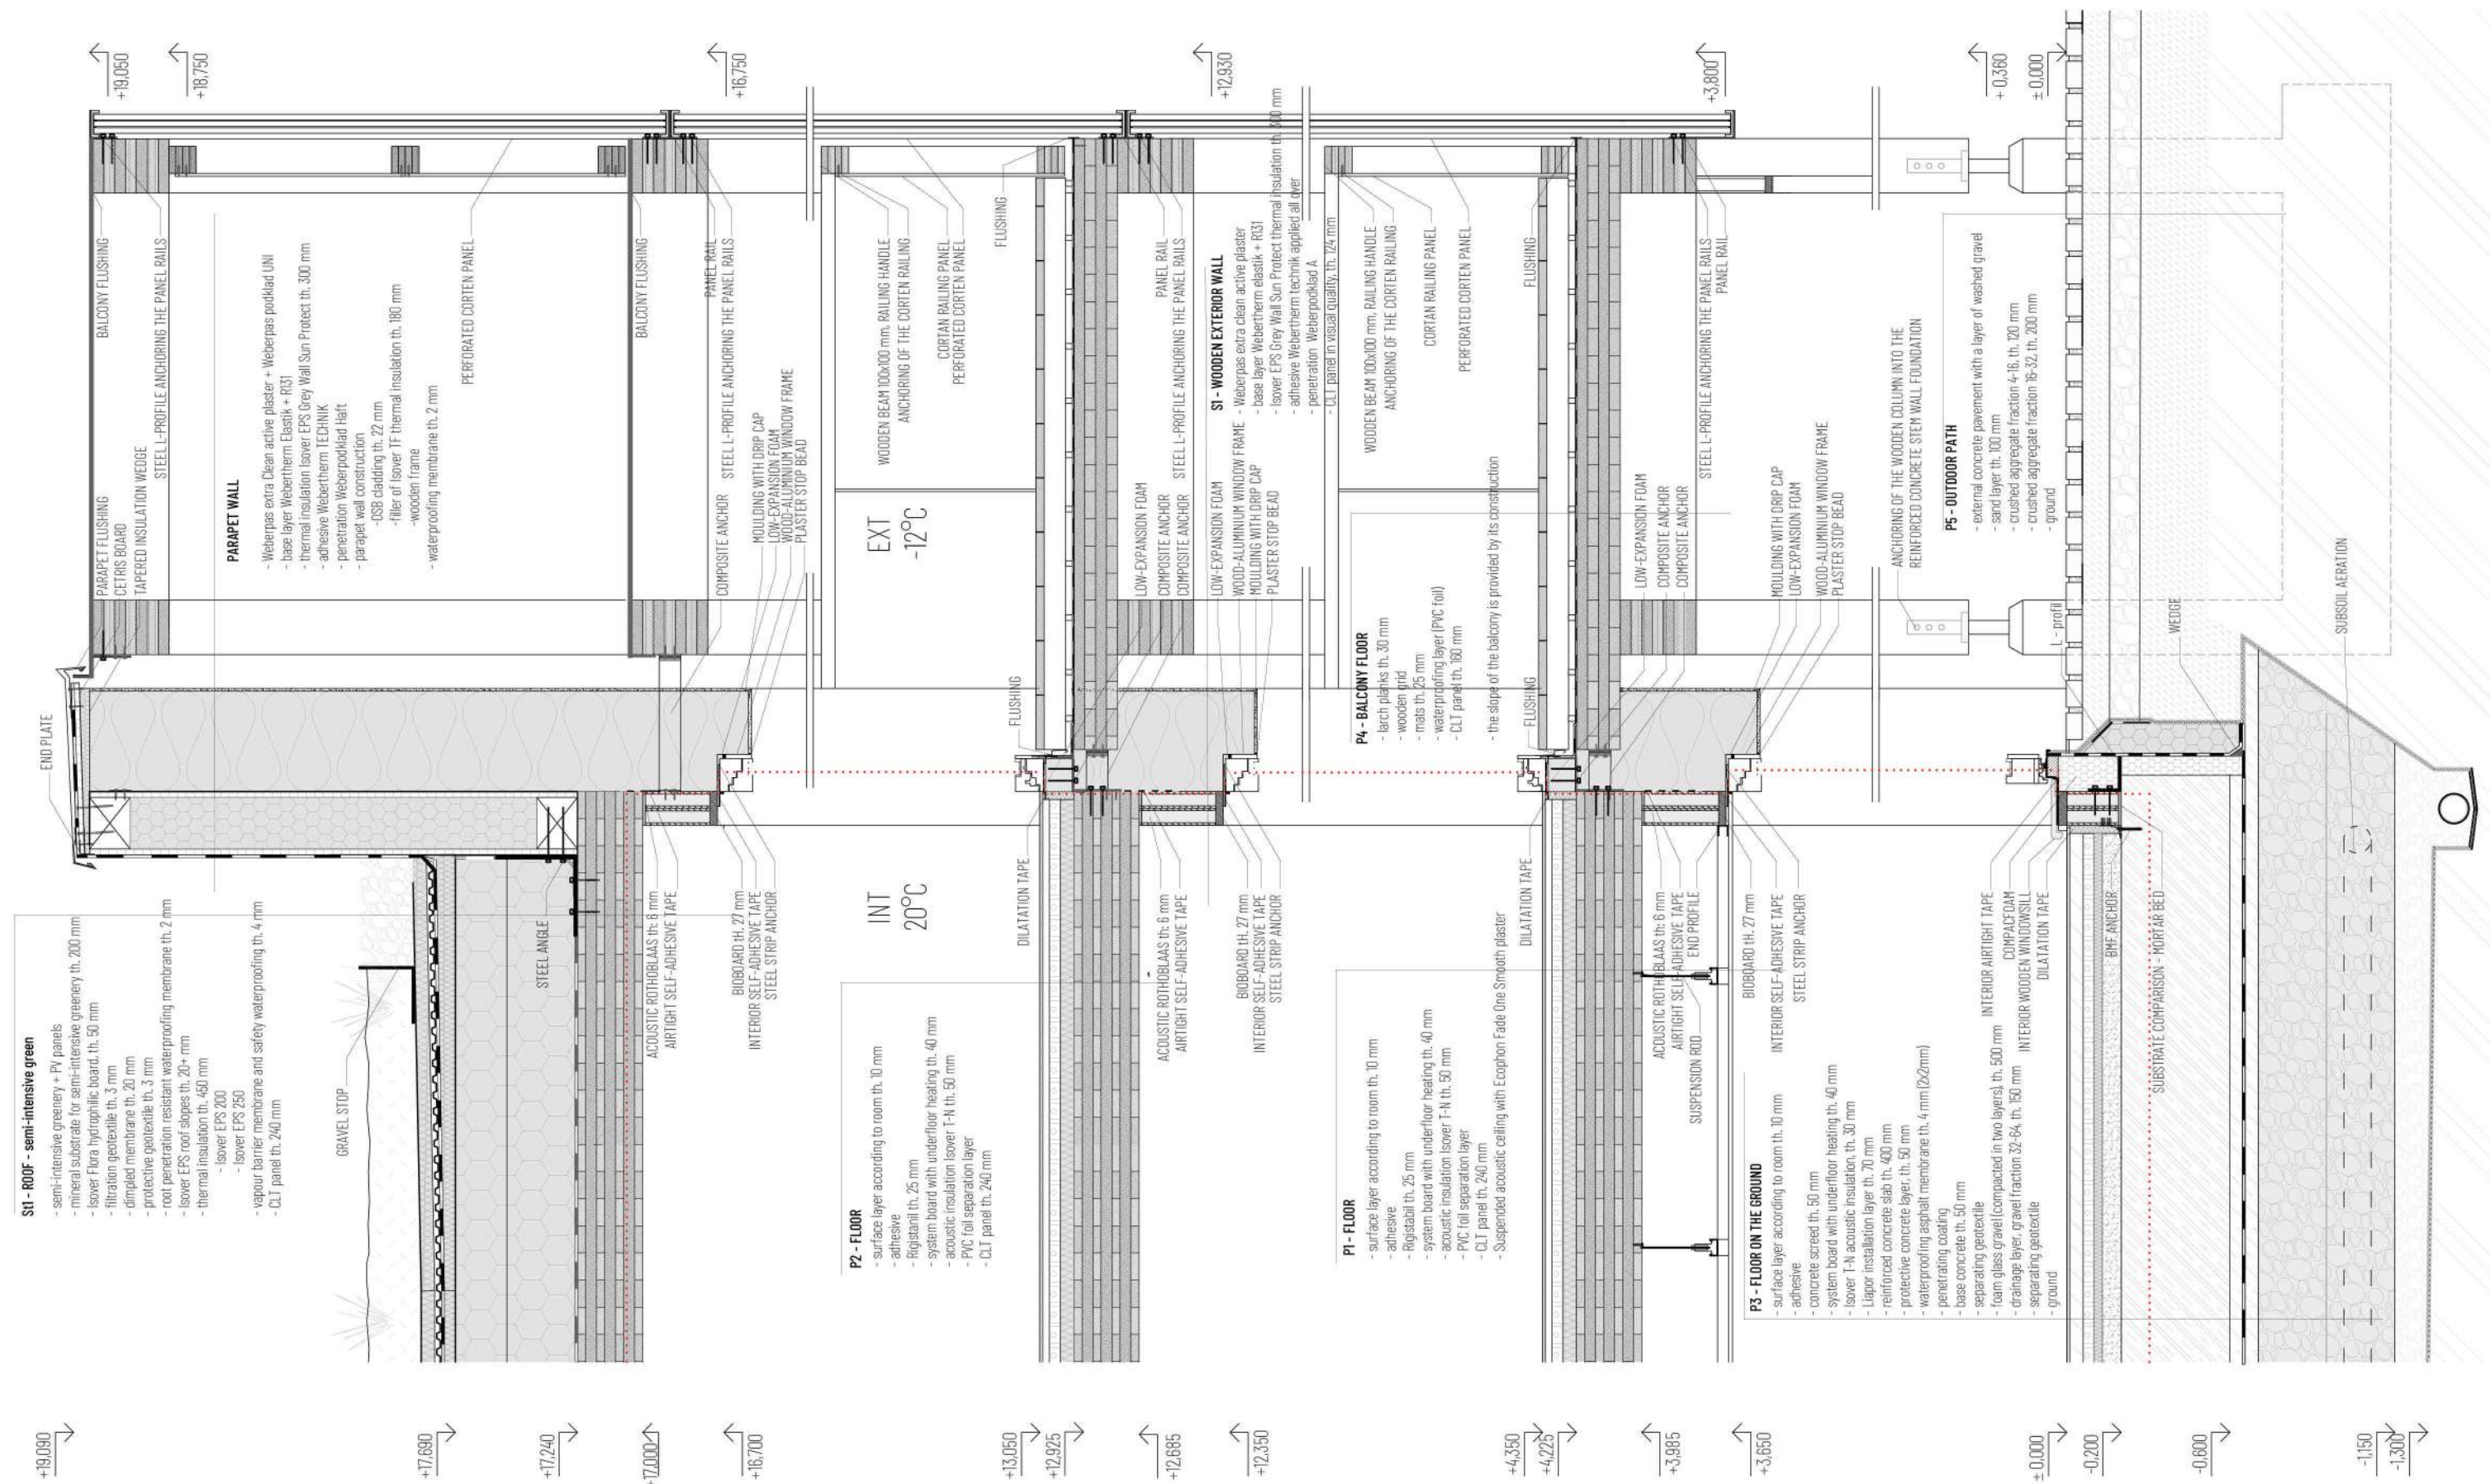 +19,050
+18,750
+16,750
+12,930
+3,800
+ 0,360
± 0,000
END PLATE
PARAPET FLUSHING
CETRIS BOARD
TAPERED INSULATION WEDGE
BALCONY FLUSHING
STEEL L-PROFILE ANCHORING THE PANEL RAILS
PARAPET WALL
- Weberpas extra Clean active plaster + Weberpas podklad UNI
- base layer Webertherm Elastik + R131
- thermal insulation Isover EPS Grey Wall Sun Protect th. 300 mm
- adhesive Webertherm TECHNIK
- penetration Weberpodklad Haft
- parapet wall construction
-OSB cladding th. 22 mm
-filler of Isover TF thermal insulation th. 180 mm
-wooden frame
- waterproofing membrane th. 2 mm
PERFORATED CORTEN PANEL
BALCONY FLUSHING
PANEL RAIL
STEEL L-PROFILE ANCHORING THE PANEL RAILS
COMPOSITE ANCHOR
MOULDING WITH DRIP CAP
LOW-EXPANSION FOAM
WOOD-ALUMINIUM WINDOW FRAME
PLASTER STOP BEAD
WOODEN BEAM 100x100 mm, RAILING HANDLE
ANCHORING OF THE CORTEN RAILING
CORTAN RAILING PANEL
PERFORATED CORTEN PANEL
EXT
-12°C
FLUSHING
FLUSHING
LOW-EXPANSION FOAM
COMPOSITE ANCHOR
COMPOSITE ANCHOR
PANEL RAIL
STEEL L-PROFILE ANCHORING THE PANEL RAILS
LOW-EXPANSION FOAM
WOOD-ALUMINIUM WINDOW FRAME
MOULDING WITH DRIP CAP
PLASTER STOP BEAD
S1 - WOODEN EXTERIOR WALL
- Weberpas extra clean active plaster
- base layer Webertherm elastik + R131
- Isover EPS Grey Wall Sun Protect thermal insulation th. 300 mm
- adhesive Webertherm technik applied all over
- penetration Weberpodklad A
- CLT panel in visual quality, th. 124 mm
P4 - BALCONY FLOOR
- larch planks th. 30 mm
- wooden grid
- mats th. 25 mm
- waterproofing layer (PVC foil)
- CLT panel th. 160 mm
- the slope of the balcony is provided by its construction
WOODEN BEAM 100x100 mm, RAILING HANDLE
ANCHORING OF THE CORTEN RAILING
CORTAN RAILING PANEL
PERFORATED CORTEN PANEL
FLUSHING
FLUSHING
LOW-EXPANSION FOAM
COMPOSITE ANCHOR
COMPOSITE ANCHOR
STEEL L-PROFILE ANCHORING THE PANEL RAILS
PANEL RAIL
MOULDING WITH DRIP CAP
LOW-EXPANSION FOAM
WOOD-ALUMINIUM WINDOW FRAME
PLASTER STOP BEAD
ANCHORING OF THE WOODEN COLUMN INTO THE
REINFORCED CONCRETE STEM WALL FOUNDATION
P5 - OUTDOOR PATH
- external concrete pavement with a layer of washed gravel
- sand layer th. 100 mm
- crushed aggregate fraction 4-16, th. 120 mm
- crushed aggregate fraction 16-32, th. 200 mm
- ground
L - profil
WEDGE
SUBSOIL AERATION
St1 - ROOF - semi-intensive green
- semi-intensive greenery + PV panels
- mineral substrate for semi-intensive greenery th. 200 mm
- Isover Flora hydrophilic board, th. 50 mm
- filtration geotextile th. 3 mm
- dimpled membrane th. 20 mm
- protective geotextile th. 3 mm
- root penetration resistant waterproofing membrane th. 2 mm
- Isover EPS roof slopes th. 20+ mm
- thermal insulation th. 450 mm
- Isover EPS 200
- Isover EPS 250
- vapour barrier membrane and safety waterproofing th. 4 mm
- CLT panel th. 240 mm
GRAVEL STOP
STEEL ANGLE
ACOUSTIC ROTHOBLAAS th: 6 mm
AIRTIGHT SELF-ADHESIVE TAPE
BIOBOARD tH. 27 mm
INTERIOR SELF-ADHESIVE TAPE
STEEL STRIP ANCHOR
INT
20°C
P2 - FLOOR
- surface layer according to room th. 10 mm
- adhesive
- Rigistanil th. 25 mm
- system board with underfloor heating th. 40 mm
- acoustic insulation Isover T-N th. 50 mm
- PVC foil separation layer
- CLT panel th. 240 mm
DILATATION TAPE
ACOUSTIC ROTHOBLAAS th: 6 mm
AIRTIGHT SELF-ADHESIVE TAPE
BIOBOARD tH. 27 mm
INTERIOR SELF-ADHESIVE TAPE
STEEL STRIP ANCHOR
P1 - FLOOR
- surface layer according to room th. 10 mm
- adhesive
- Rigistabil th. 25 mm
- system board with underfloor heating th. 40 mm
- acoustic insulation Isover T-N th. 50 mm
- PVC foil separation layer
- CLT panel th. 240 mm
- Suspended acoustic ceiling with Ecophon Fade One Smooth plaster
DILATATION TAPE
ACOUSTIC ROTHOBLAAS th: 6 mm
AIRTIGHT SELF-ADHESIVE TAPE
END PROFILE
SUSPENSION ROD
BIOBOARD tH. 27 mm
INTERIOR SELF-ADHESIVE TAPE
STEEL STRIP ANCHOR
P3 - FLOOR ON THE GROUND
- surface layer according to room th. 10 mm
- adhesive
- concrete screed th. 50 mm
- system board with underfloor heating th. 40 mm
- Isover T-N acoustic insulation, th. 30 mm
- Liapor installation layer th. 70 mm
- reinforced concrete slab th. 400 mm
- protective concrete layer, th. 50 mm
- waterproofing asphalt membrane th. 4 mm (2x2mm)
- penetrating coating
- base concrete th. 50 mm
- separating geotextile
- foam glass gravel (compacted in two layers), th. 500 mm
- drainage layer, gravel fraction 32-64, th. 150 mm
- separating geotextile
- ground
INTERIOR AIRTIGHT TAPE
COMPACFOAM
INTERIOR WOODEN WINDOWSILL
DILATATION TAPE
BMF ANCHOR
SUBSTRATE COMPARISON - MORTAR BED
+19,090
+17,690
+17,240
+17,000
+16,700
+13,050
+12,925
+12,685
+12,350
+4,350
+4,225
+3,985
+3,650
± 0,000
-0,200
-0,600
-1,150
-1,300